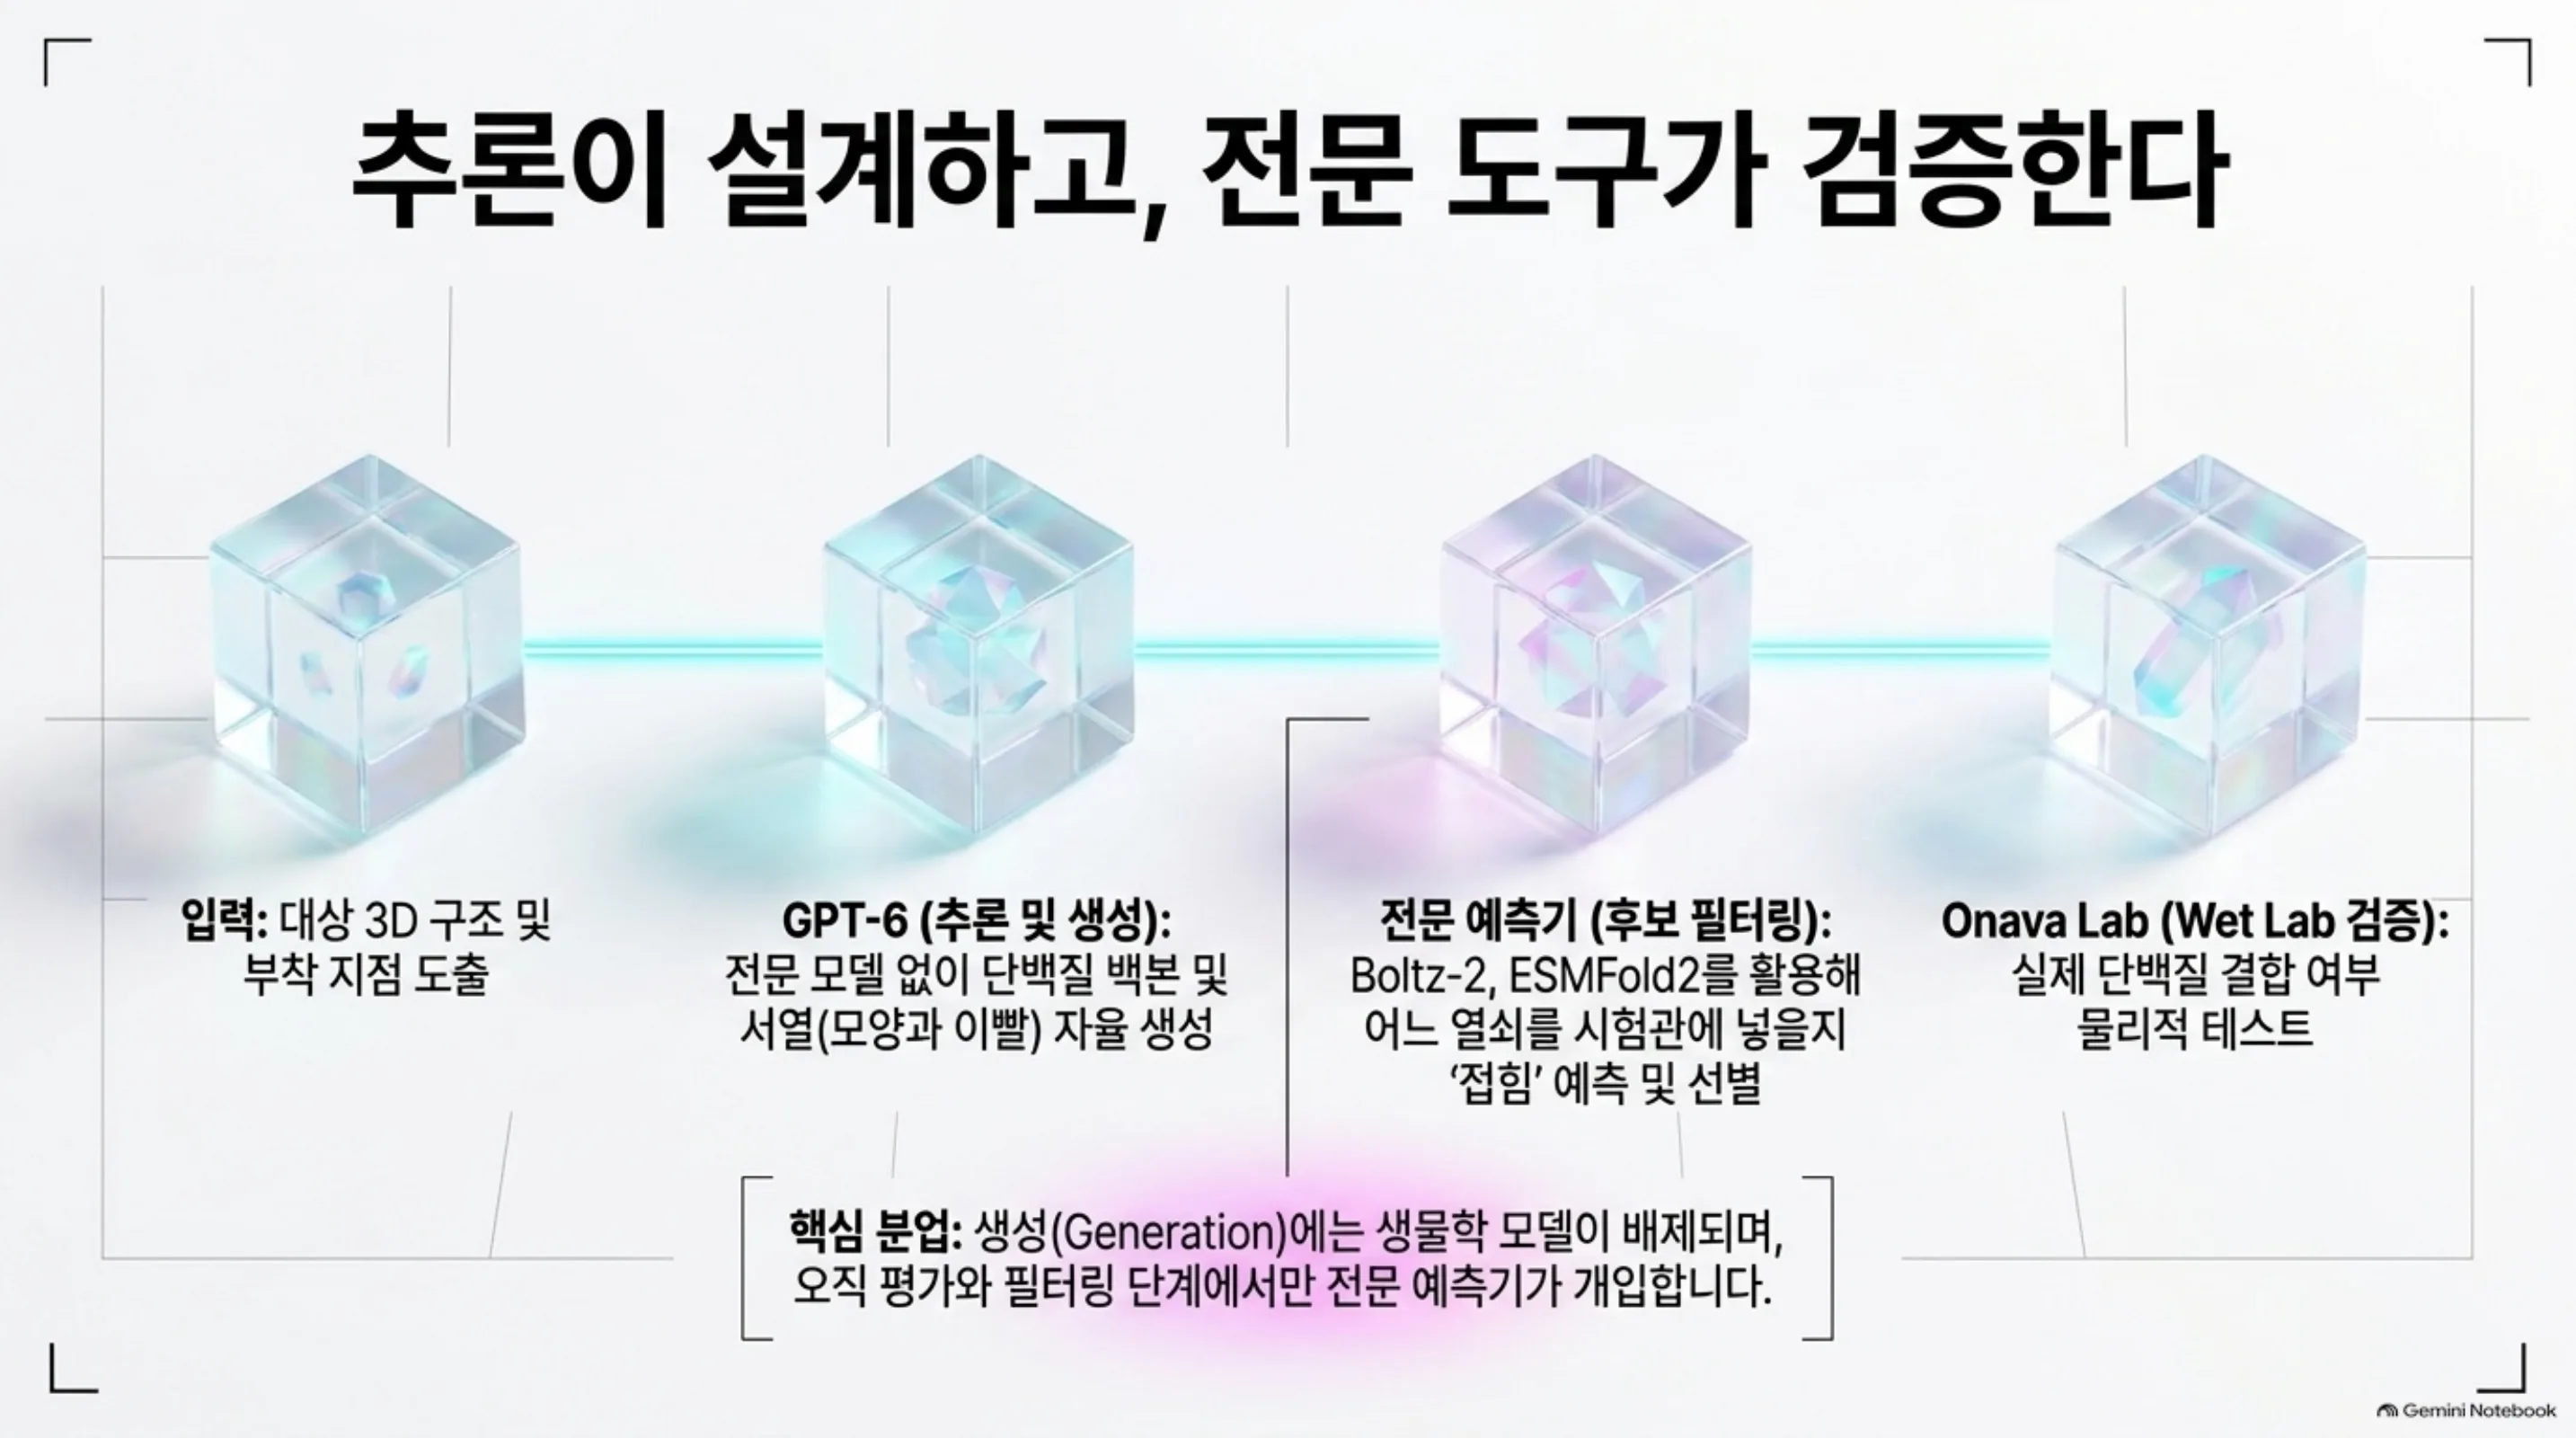 추론이 설계하고, 전문 도구가 검증한다
입력: 대상 3D 구조 및
부착 지점 도출
GPT-6 (추론 및 생성):
전문 모델 없이 단백질 백본 및
서열(모양과 이빨) 자율 생성
전문 예측기 (후보 필터링):
Boltz-2, ESMFold2를 활용해
어느 열쇠를 시험관에 넣을지
‘접힘’ 예측 및 선별
Onava Lab (Wet Lab 검증):
실제 단백질 결합 여부
물리적 테스트
핵심 분업: 생성(Generation)에는 생물학 모델이 배제되며,
오직 평가와 필터링 단계에서만 전문 예측기가 개입합니다.
Gemini Notebook